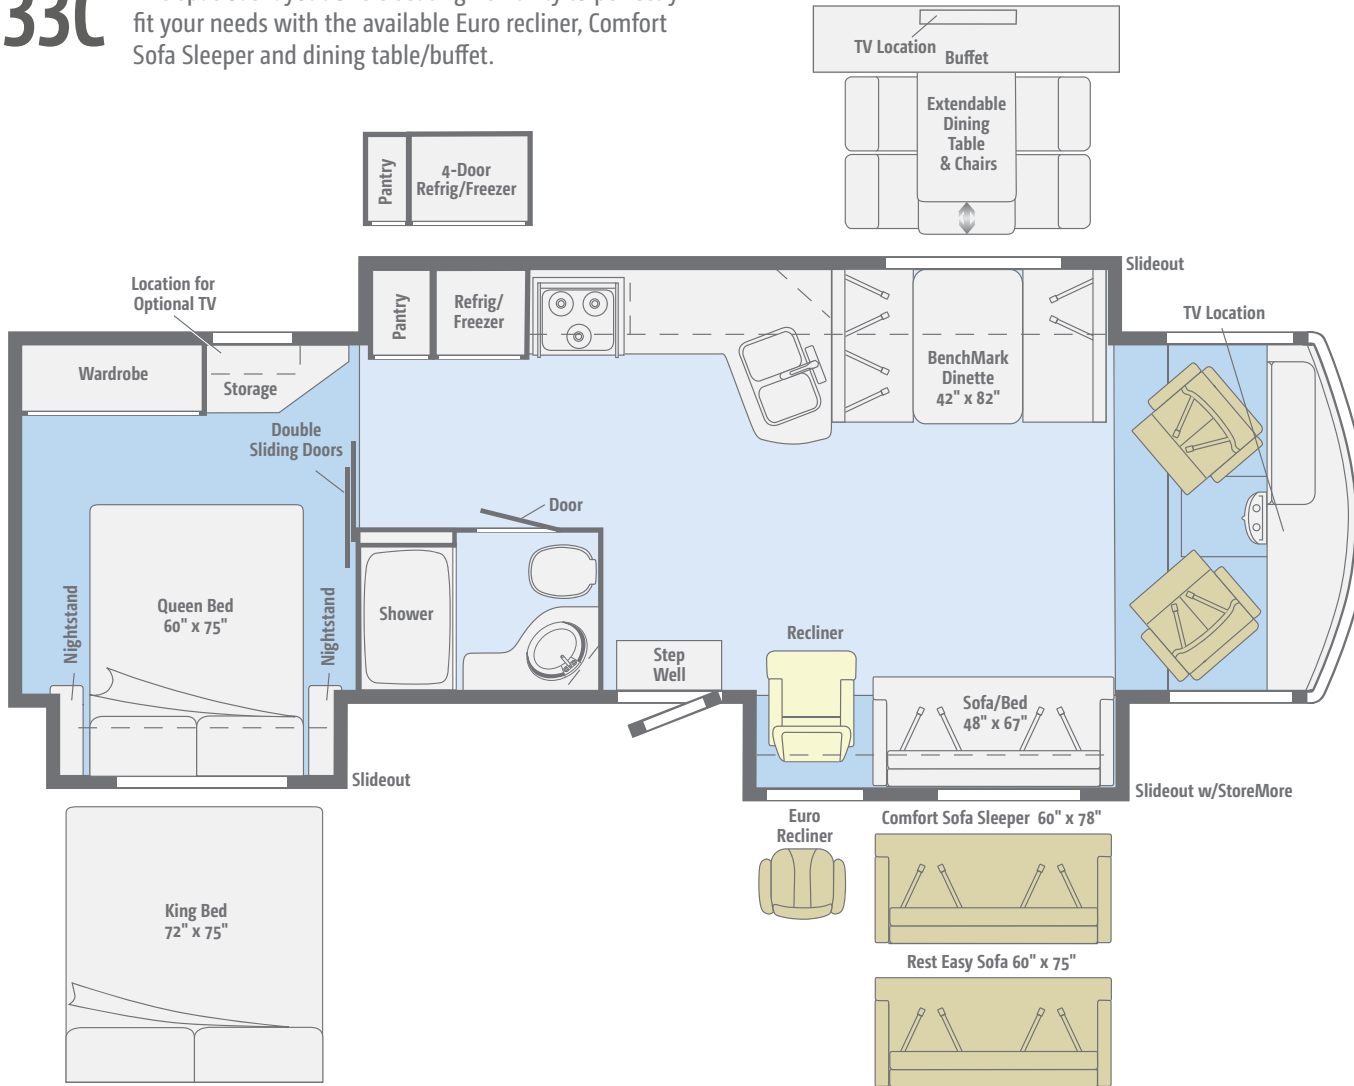 33C
fit your needs with the available Euro recliner, Comfort
Sofa Sleeper and dining table/buffet.
TV Location
Buffet
Extendable
Dining
Table
& Chairs
Pantry
4-Door
Refrig/Freezer
Slideout
Location for
Optional TV
Pantry
Refrig/
Freezer
TV Location
Wardrobe
Storage
BenchMark
Dinette
42" x 82"
Double
Sliding Doors
Door
Nightstand
Queen Bed
60" x 75"
Nightstand
Shower
Step
Well
Recliner
Sofa/Bed
48" x 67"
Slideout
Slideout w/StoreMore
Euro
Recliner
Comfort Sofa Sleeper 60" x 78"
King Bed
72" x 75"
Rest Easy Sofa 60" x 75"